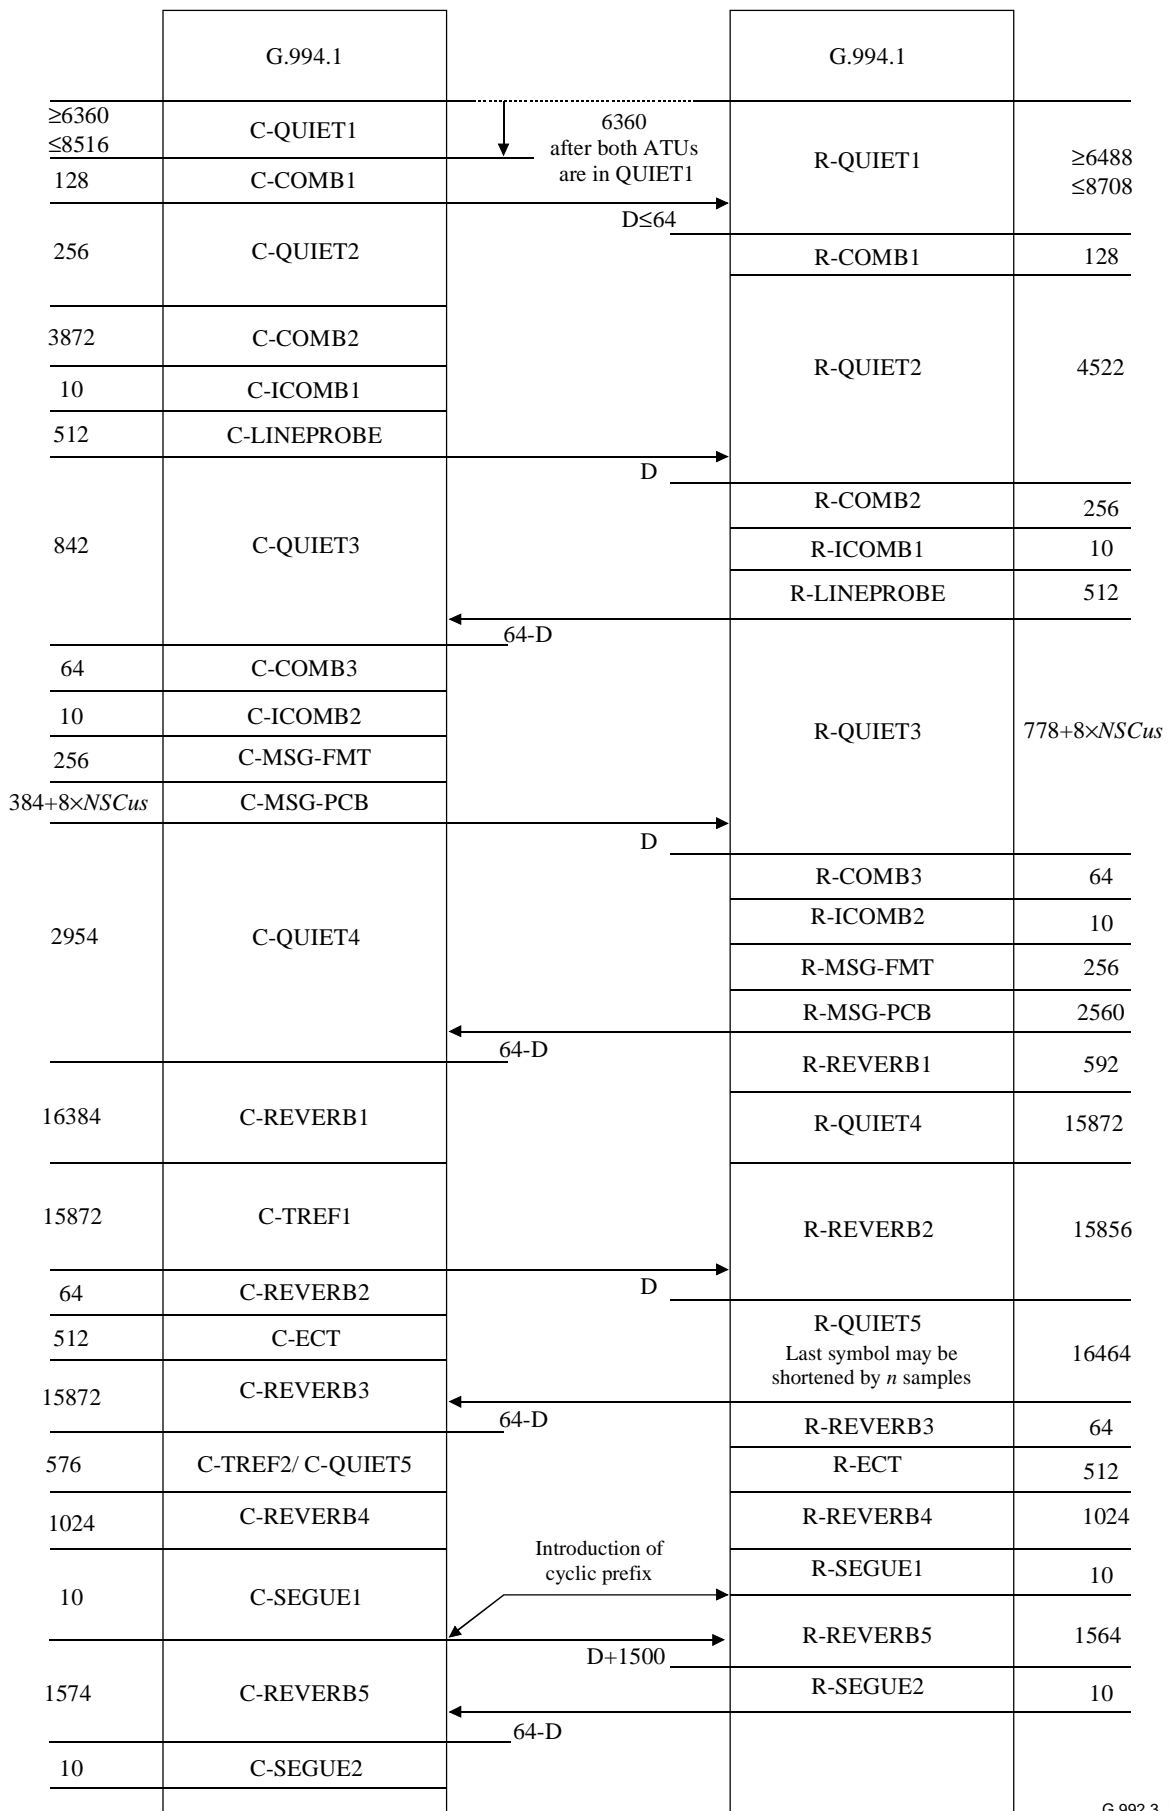 G.994.1
G.994.1
≥6360
≤8516
C-QUIET1
6360
after both ATUs
are in QUIET1
R-QUIET1
≥6488
≤8708
128
C-COMB1
D≤64
256
C-QUIET2
R-COMB1
128
3872
C-COMB2
R-QUIET2
4522
10
C-ICOMB1
512
C-LINEPROBE
D
R-COMB2
256
842
C-QUIET3
R-ICOMB1
10
R-LINEPROBE
512
64-D
64
C-COMB3
10
C-ICOMB2
R-QUIET3
778+8×NSCus
256
C-MSG-FMT
384+8×NSCus
C-MSG-PCB
D
R-COMB3
64
2954
C-QUIET4
R-ICOMB2
10
R-MSG-FMT
256
R-MSG-PCB
2560
64-D
R-REVERB1
592
16384
C-REVERB1
R-QUIET4
15872
15872
C-TREF1
R-REVERB2
15856
D
64
C-REVERB2
512
C-ECT
R-QUIET5
Last symbol may be
shortened by n samples
16464
15872
C-REVERB3
64-D
R-REVERB3
64
576
C-TREF2/ C-QUIET5
R-ECT
512
1024
C-REVERB4
R-REVERB4
1024
Introduction of
cyclic prefix
R-SEGUE1
10
10
C-SEGUE1
R-REVERB5
1564
D+1500
1574
C-REVERB5
R-SEGUE2
10
64-D
10
C-SEGUE2
G.992.3